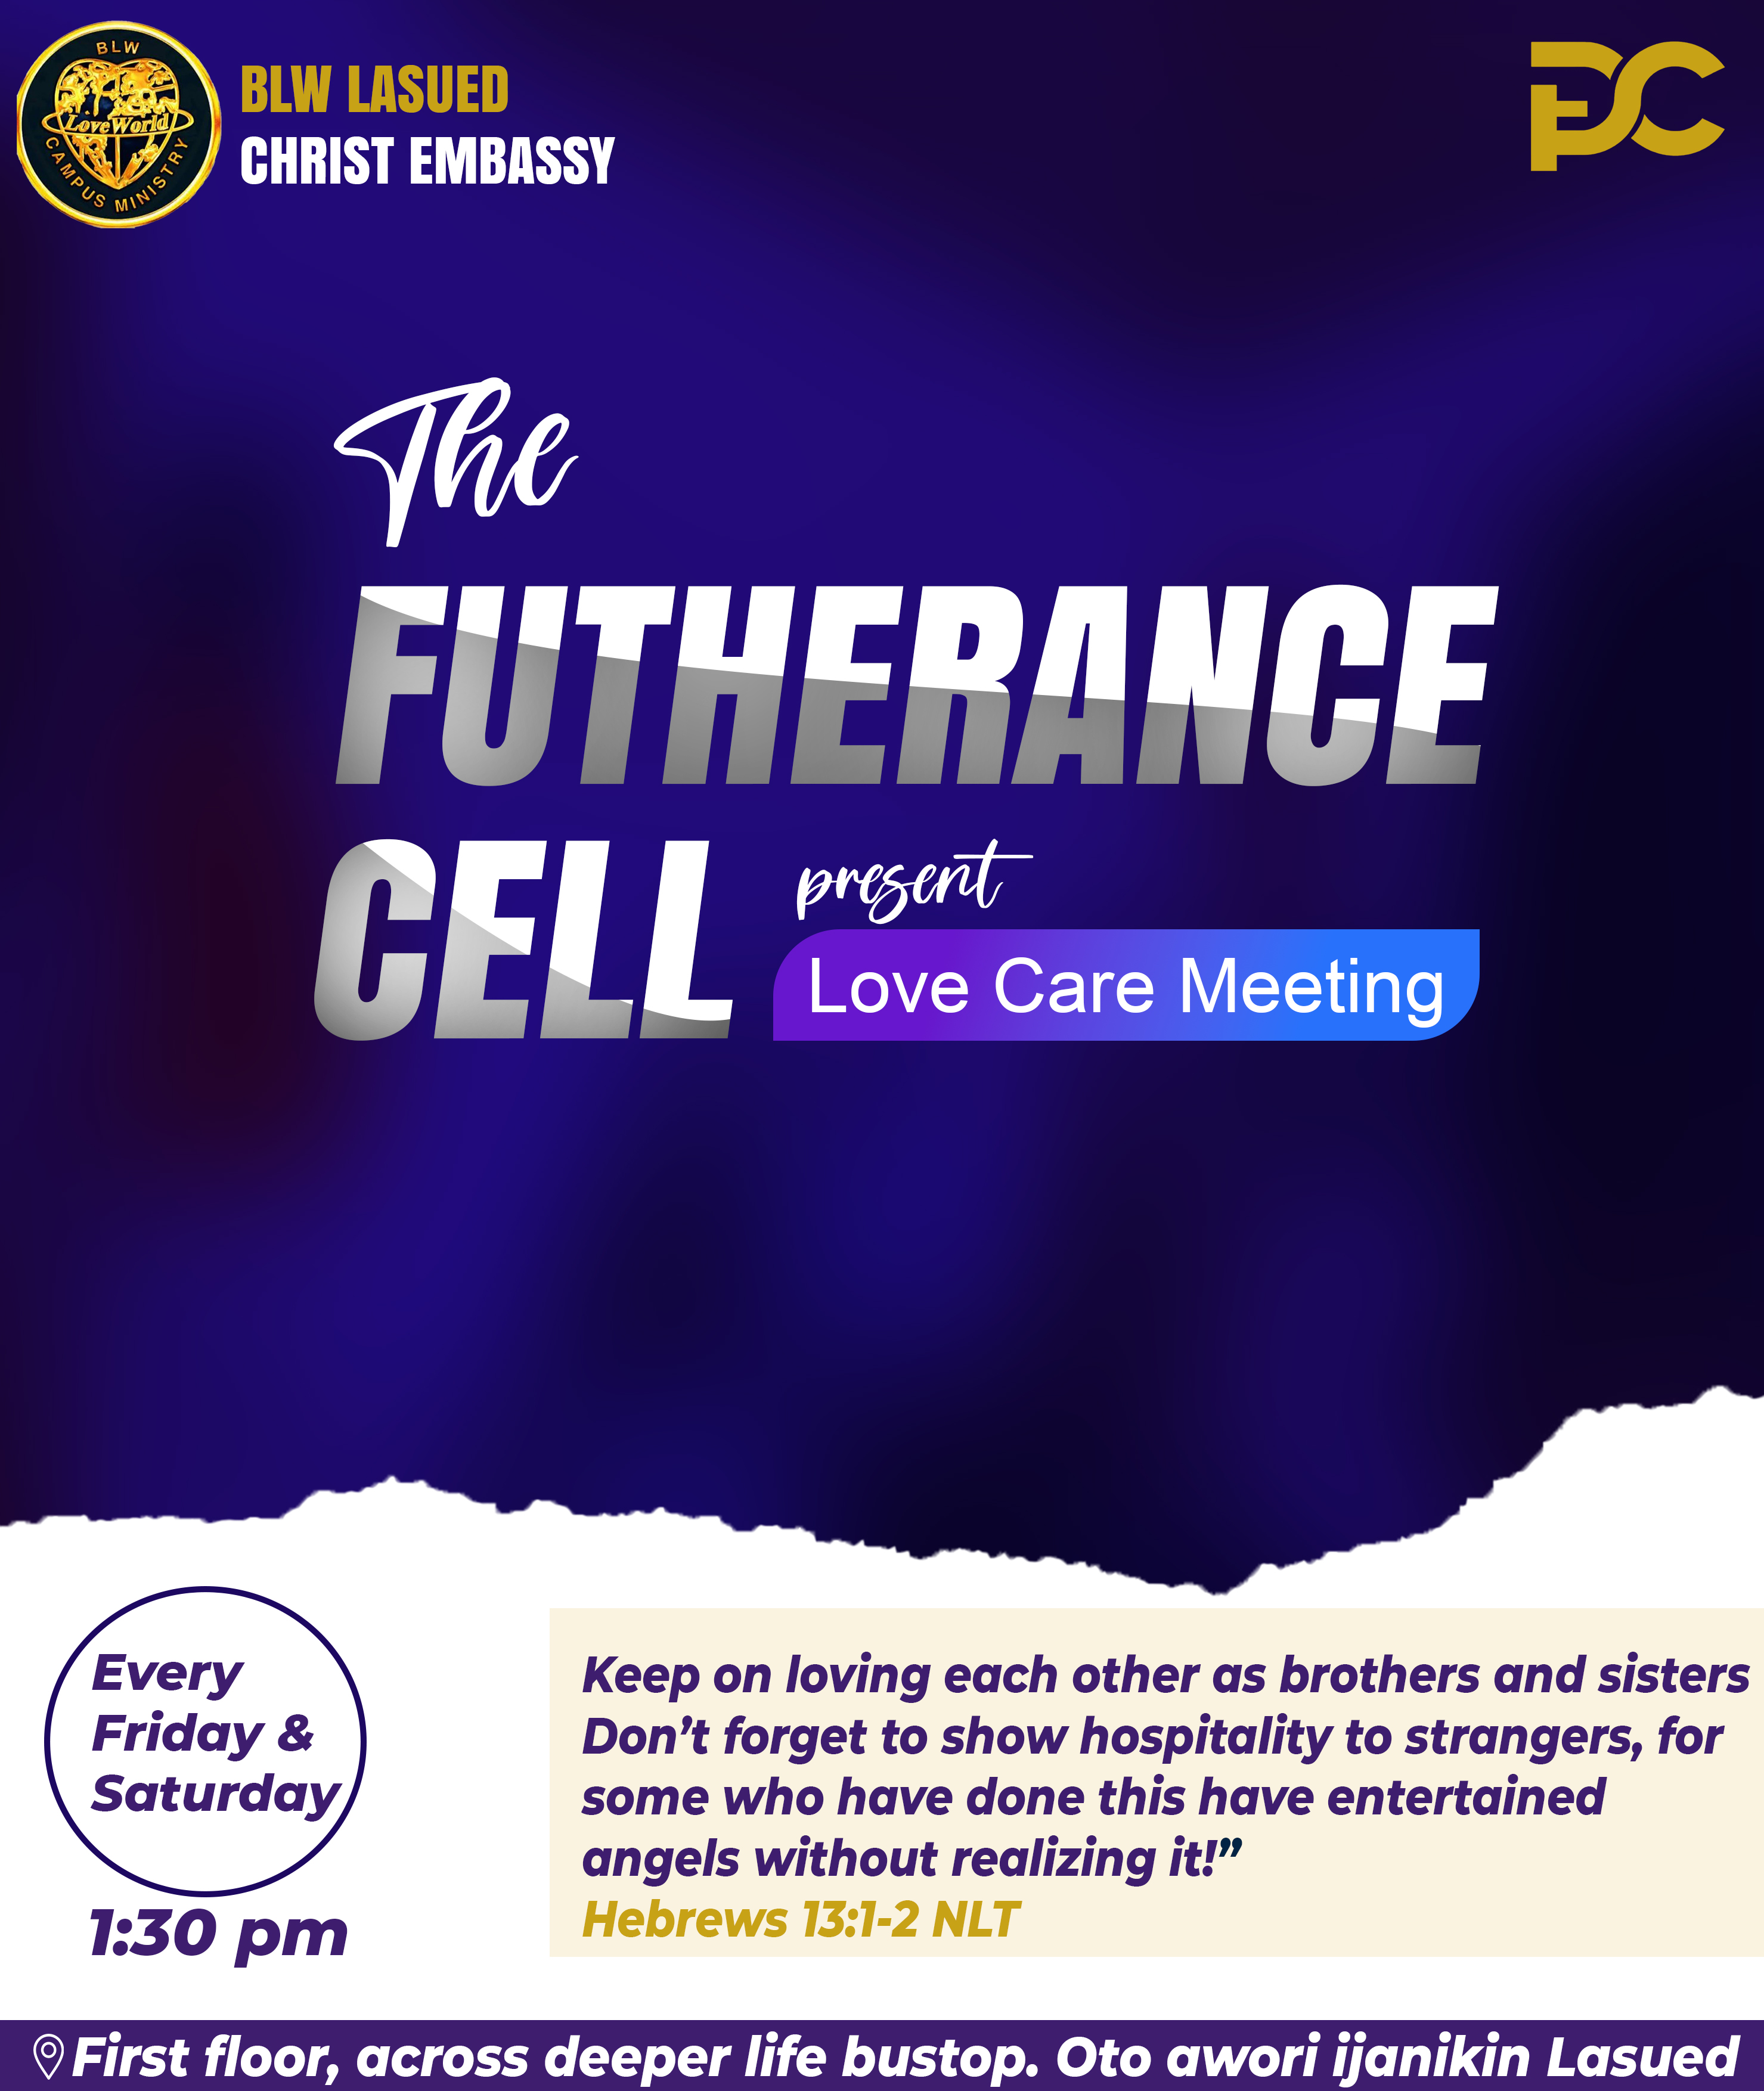 BLW
LoveWorld
CAMPUS MINISTRY
BLW LASUED
CHRIST EMBASSY
The
FUTHERANCE
CELL
present
Love Care Meeting
Every
Friday &
Saturday
1:30 pm
Keep on loving each other as brothers and sisters
Don’t forget to show hospitality to strangers, for
some who have done this have entertained
angels without realizing it!”
Hebrews 13:1-2 NLT
First floor, across deeper life bustop. Oto awori ijanikin Lasued